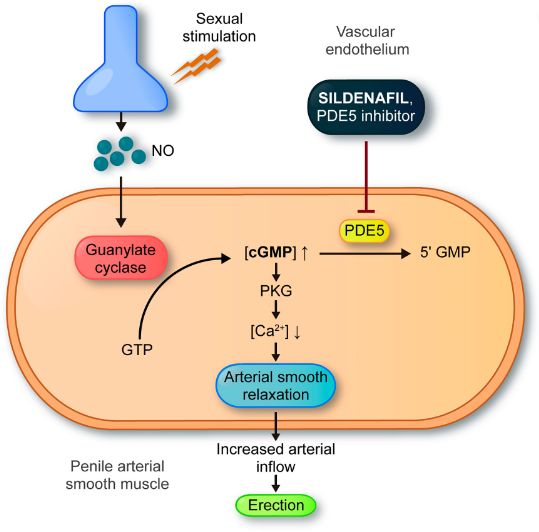 Sexual
stimulation
Vascular
endothelium
SILDENAFIL,
PDE5 inhibitor
NO
Guanylate
cyclase
[cGMP] ↑
PDE5
5' GMP
PKG
GTP
[Ca²⁺] ↓
Arterial smooth
relaxation
Increased arterial
inflow
Penile arterial
smooth muscle
Erection